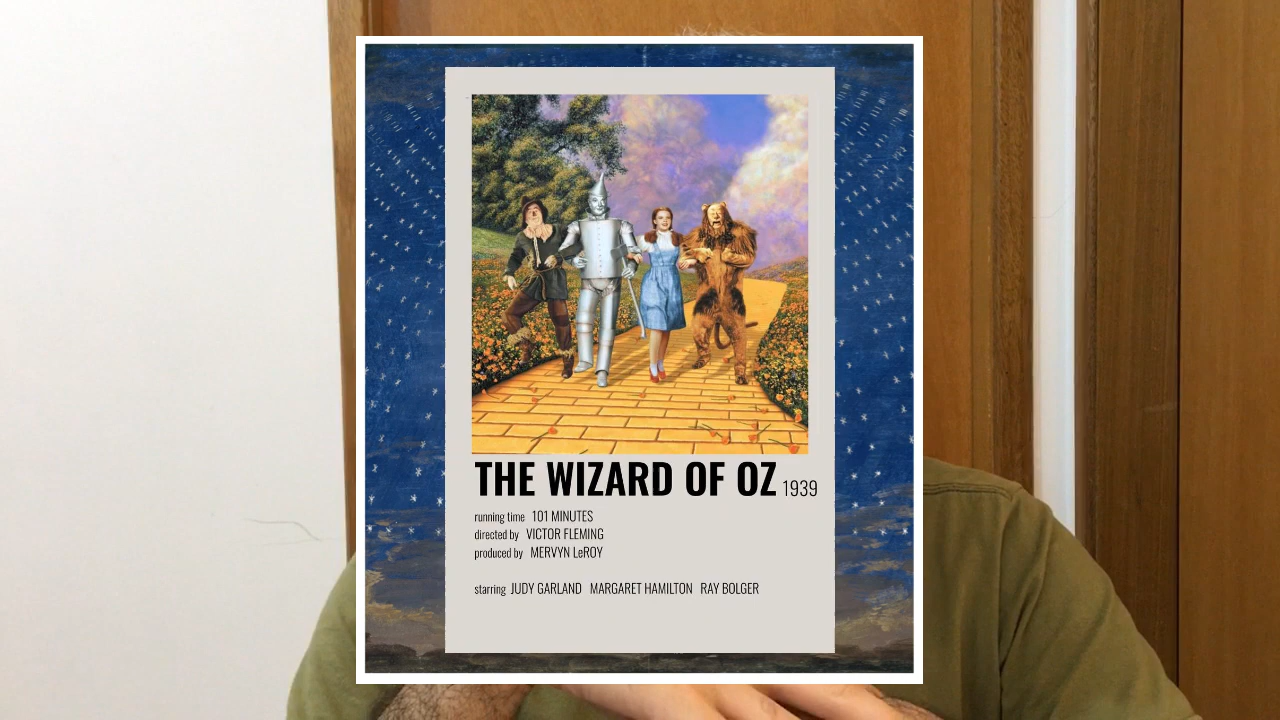 THE WIZARD OF OZ 1939
running time 101 MINUTES
directed by VICTOR FLEMING
produced by MERVYN LeROY
starring JUDY GARLAND MARGARET HAMILTON RAY BOLGER